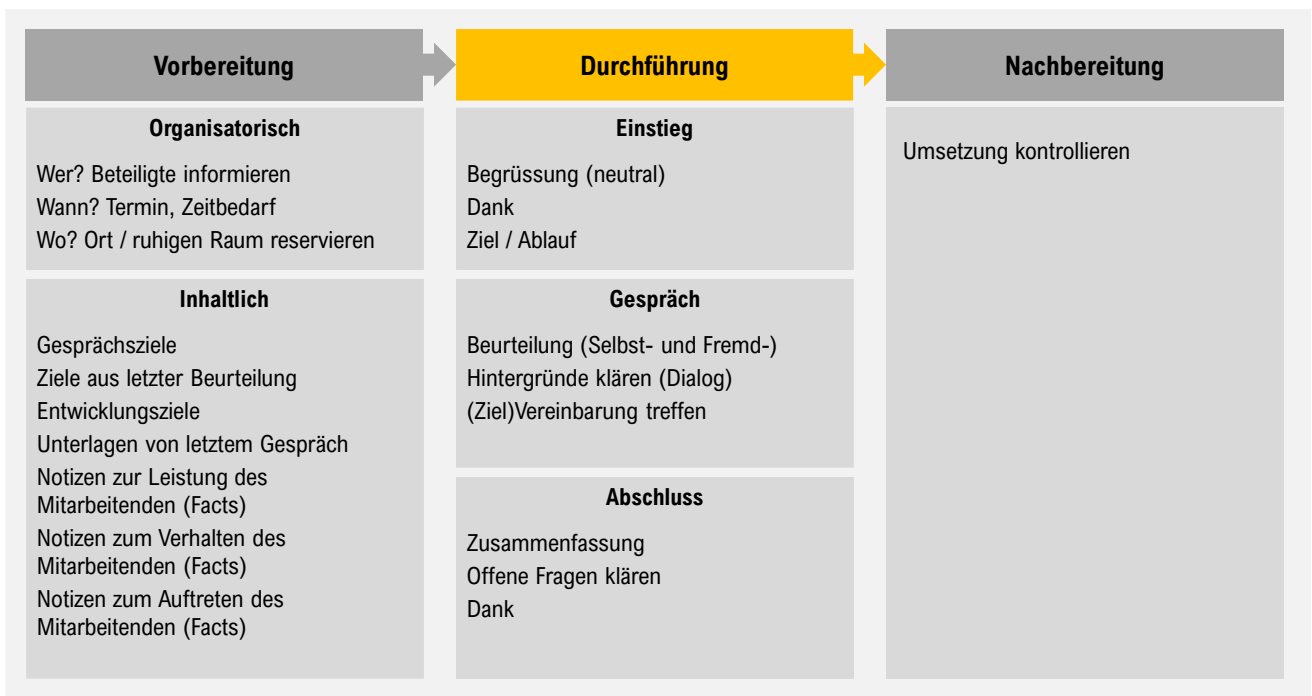 Vorbereitung
Organisatorisch
Wer? Beteiligte informieren
Wann? Termin, Zeitbedarf
Wo? Ort / ruhigen Raum reservieren
Inhaltlich
Gesprächsziele
Ziele aus letzter Beurteilung
Entwicklungsziele
Unterlagen von letztem Gespräch
Notizen zur Leistung des
Mitarbeitenden (Facts)
Notizen zum Verhalten des
Mitarbeitenden (Facts)
Notizen zum Auftreten des
Mitarbeitenden (Facts)
Durchführung
Einstieg
Begrüssung (neutral)
Dank
Ziel / Ablauf
Gespräch
Beurteilung (Selbst- und Fremd-)
Hintergründe klären (Dialog)
(Ziel)Vereinbarung treffen
Abschluss
Zusammenfassung
Offene Fragen klären
Dank
Nachbereitung
Umsetzung kontrollieren